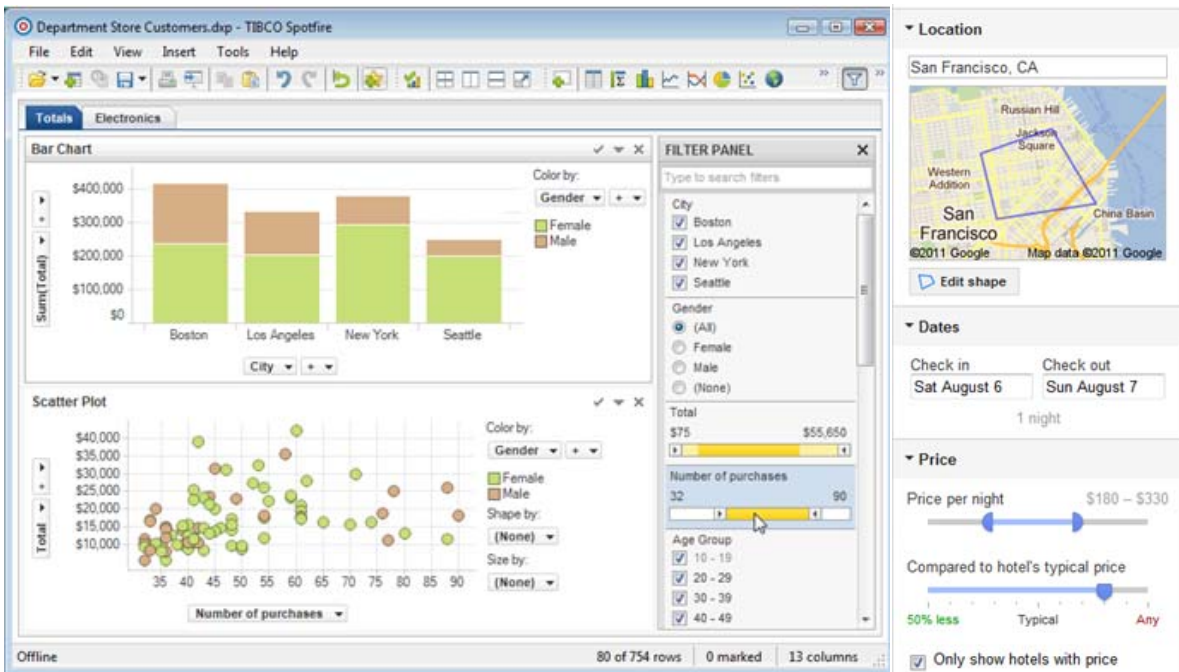 Department Store Customers.dxp - TIBCO Spotfire
File Edit View Insert Tools Help
Totals Electronics
Bar Chart
$400,000
$300,000
$200,000
$100,000
$0
Sum(Total)
Boston Los Angeles New York Seattle
City
Color by:
Gender
Female
Male
Scatter Plot
$40,000
$35,000
$30,000
$25,000
$20,000
$15,000
$10,000
Total
35 40 45 50 55 60 65 70 75 80 85 90
Number of purchases
Color by:
Gender
Female
Male
Shape by:
(None)
Size by:
(None)
FILTER PANEL
Type to search filters
City
Boston
Los Angeles
New York
Seattle
Gender
(All)
Female
Male
(None)
Total
$75 $55,650
Number of purchases
32 90
Age Group
10 - 19
20 - 29
30 - 39
40 - 49
Offline 80 of 754 rows 0 marked 13 columns
Location
San Francisco, CA
Russian Hill
Jackson
Square
Western
Addition
San
Francisco
China Basin
©2011 Google Map data ©2011 Google
Edit shape
Dates
Check in Check out
Sat August 6 Sun August 7
1 night
Price
Price per night $180 – $330
Compared to hotel's typical price
50% less Typical Any
Only show hotels with price